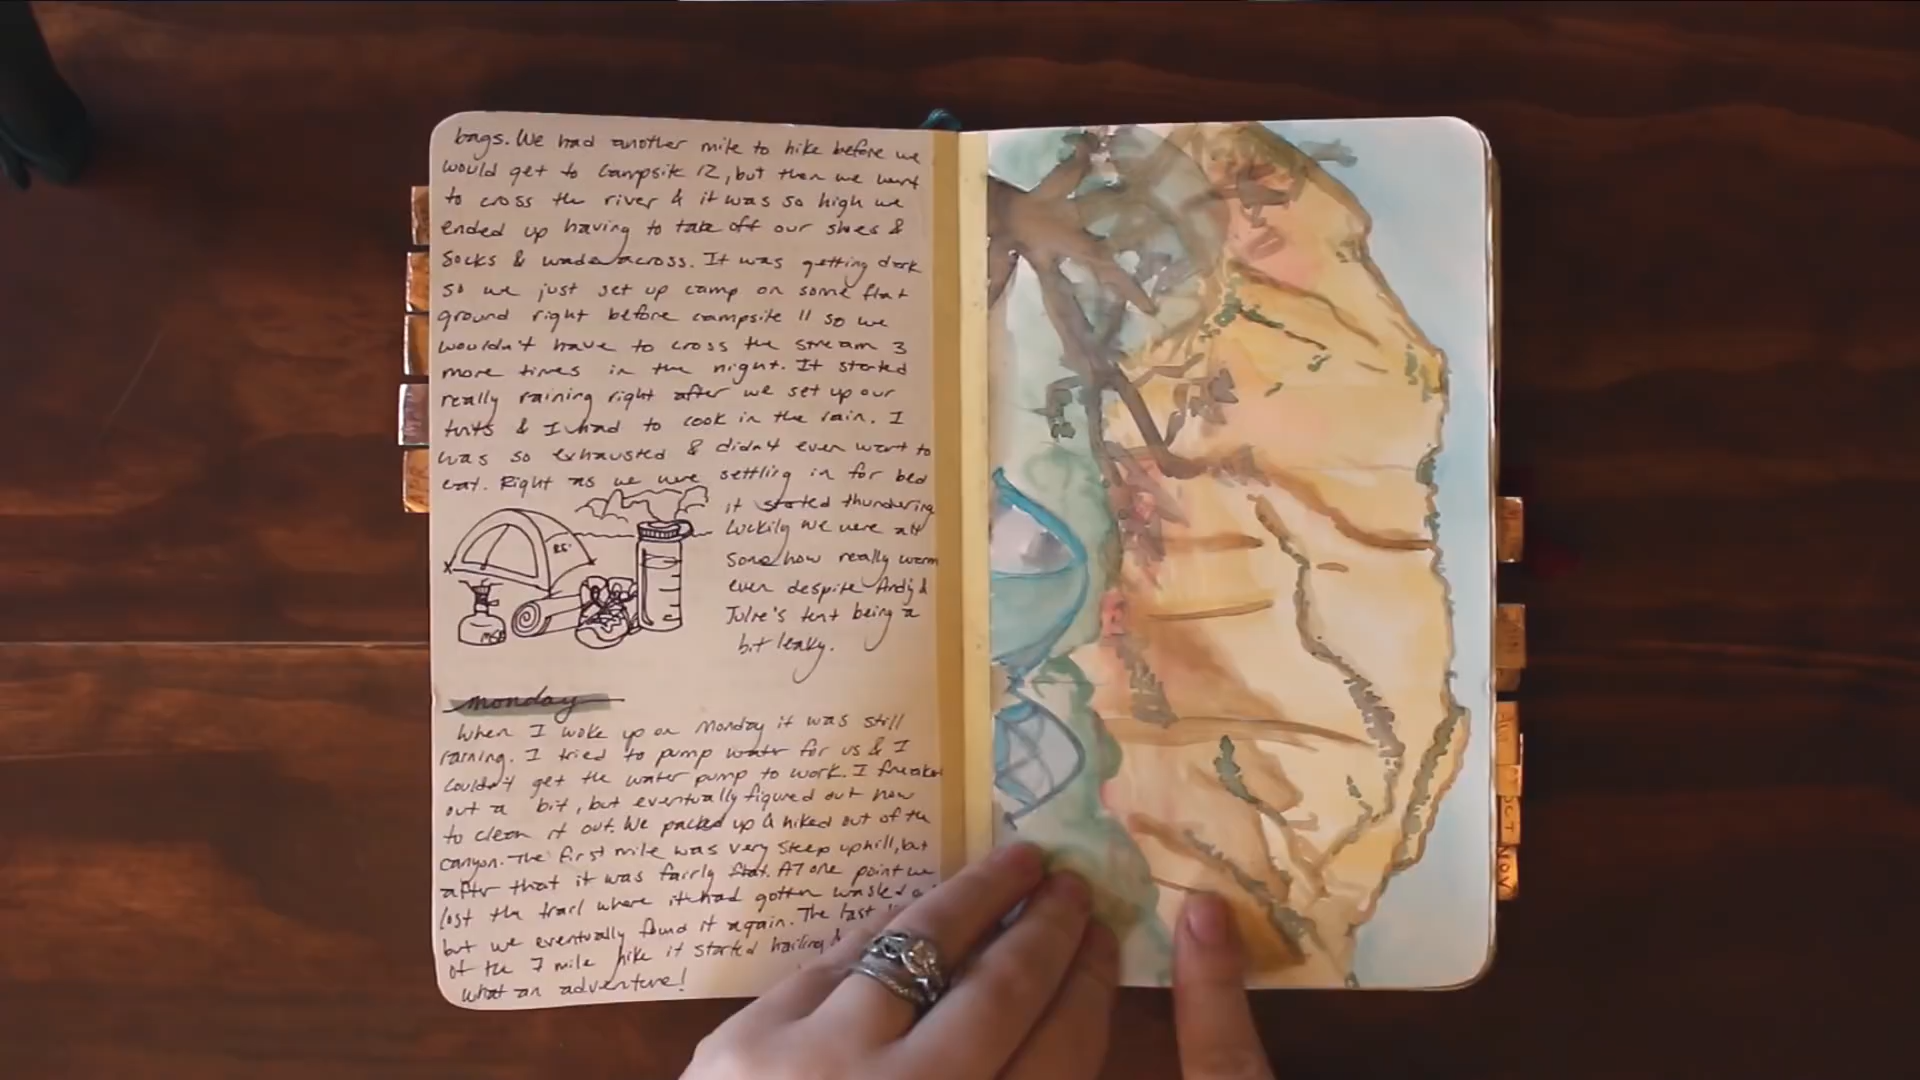 bags. We had another mile to hike before we
would get to campsite 12, but then we went
to cross the river & it was so high we
ended up having to take off our shoes &
socks & wade across. It was getting dark
so we just set up camp on some flat
ground right before campsite 11 so we
wouldn't have to cross the stream 3
more times in the night. It started
really raining right after we set up our
tents & I had to cook in the rain. I
was so exhausted & didn't even want to
eat. Right as we were settling in for bed
it started thundering
Luckily we were all
somehow really warm
even despite Andy &
Julie's tent being a
bit leaky.
MSR
monday
When I woke up on Monday it was still
raining. I tried to pump water for us & I
couldn't get the water pump to work. I freaked
out a bit, but eventually figured out how
to clean it out. We packed up & hiked out of the
canyon. The first mile was very steep uphill, but
after that it was fairly flat. AT one point we
lost the trail where it had gotten washed
but we eventually found it again. The last
of the 7 mile hike it started hailing &
what an adventure!
OCT
NOV